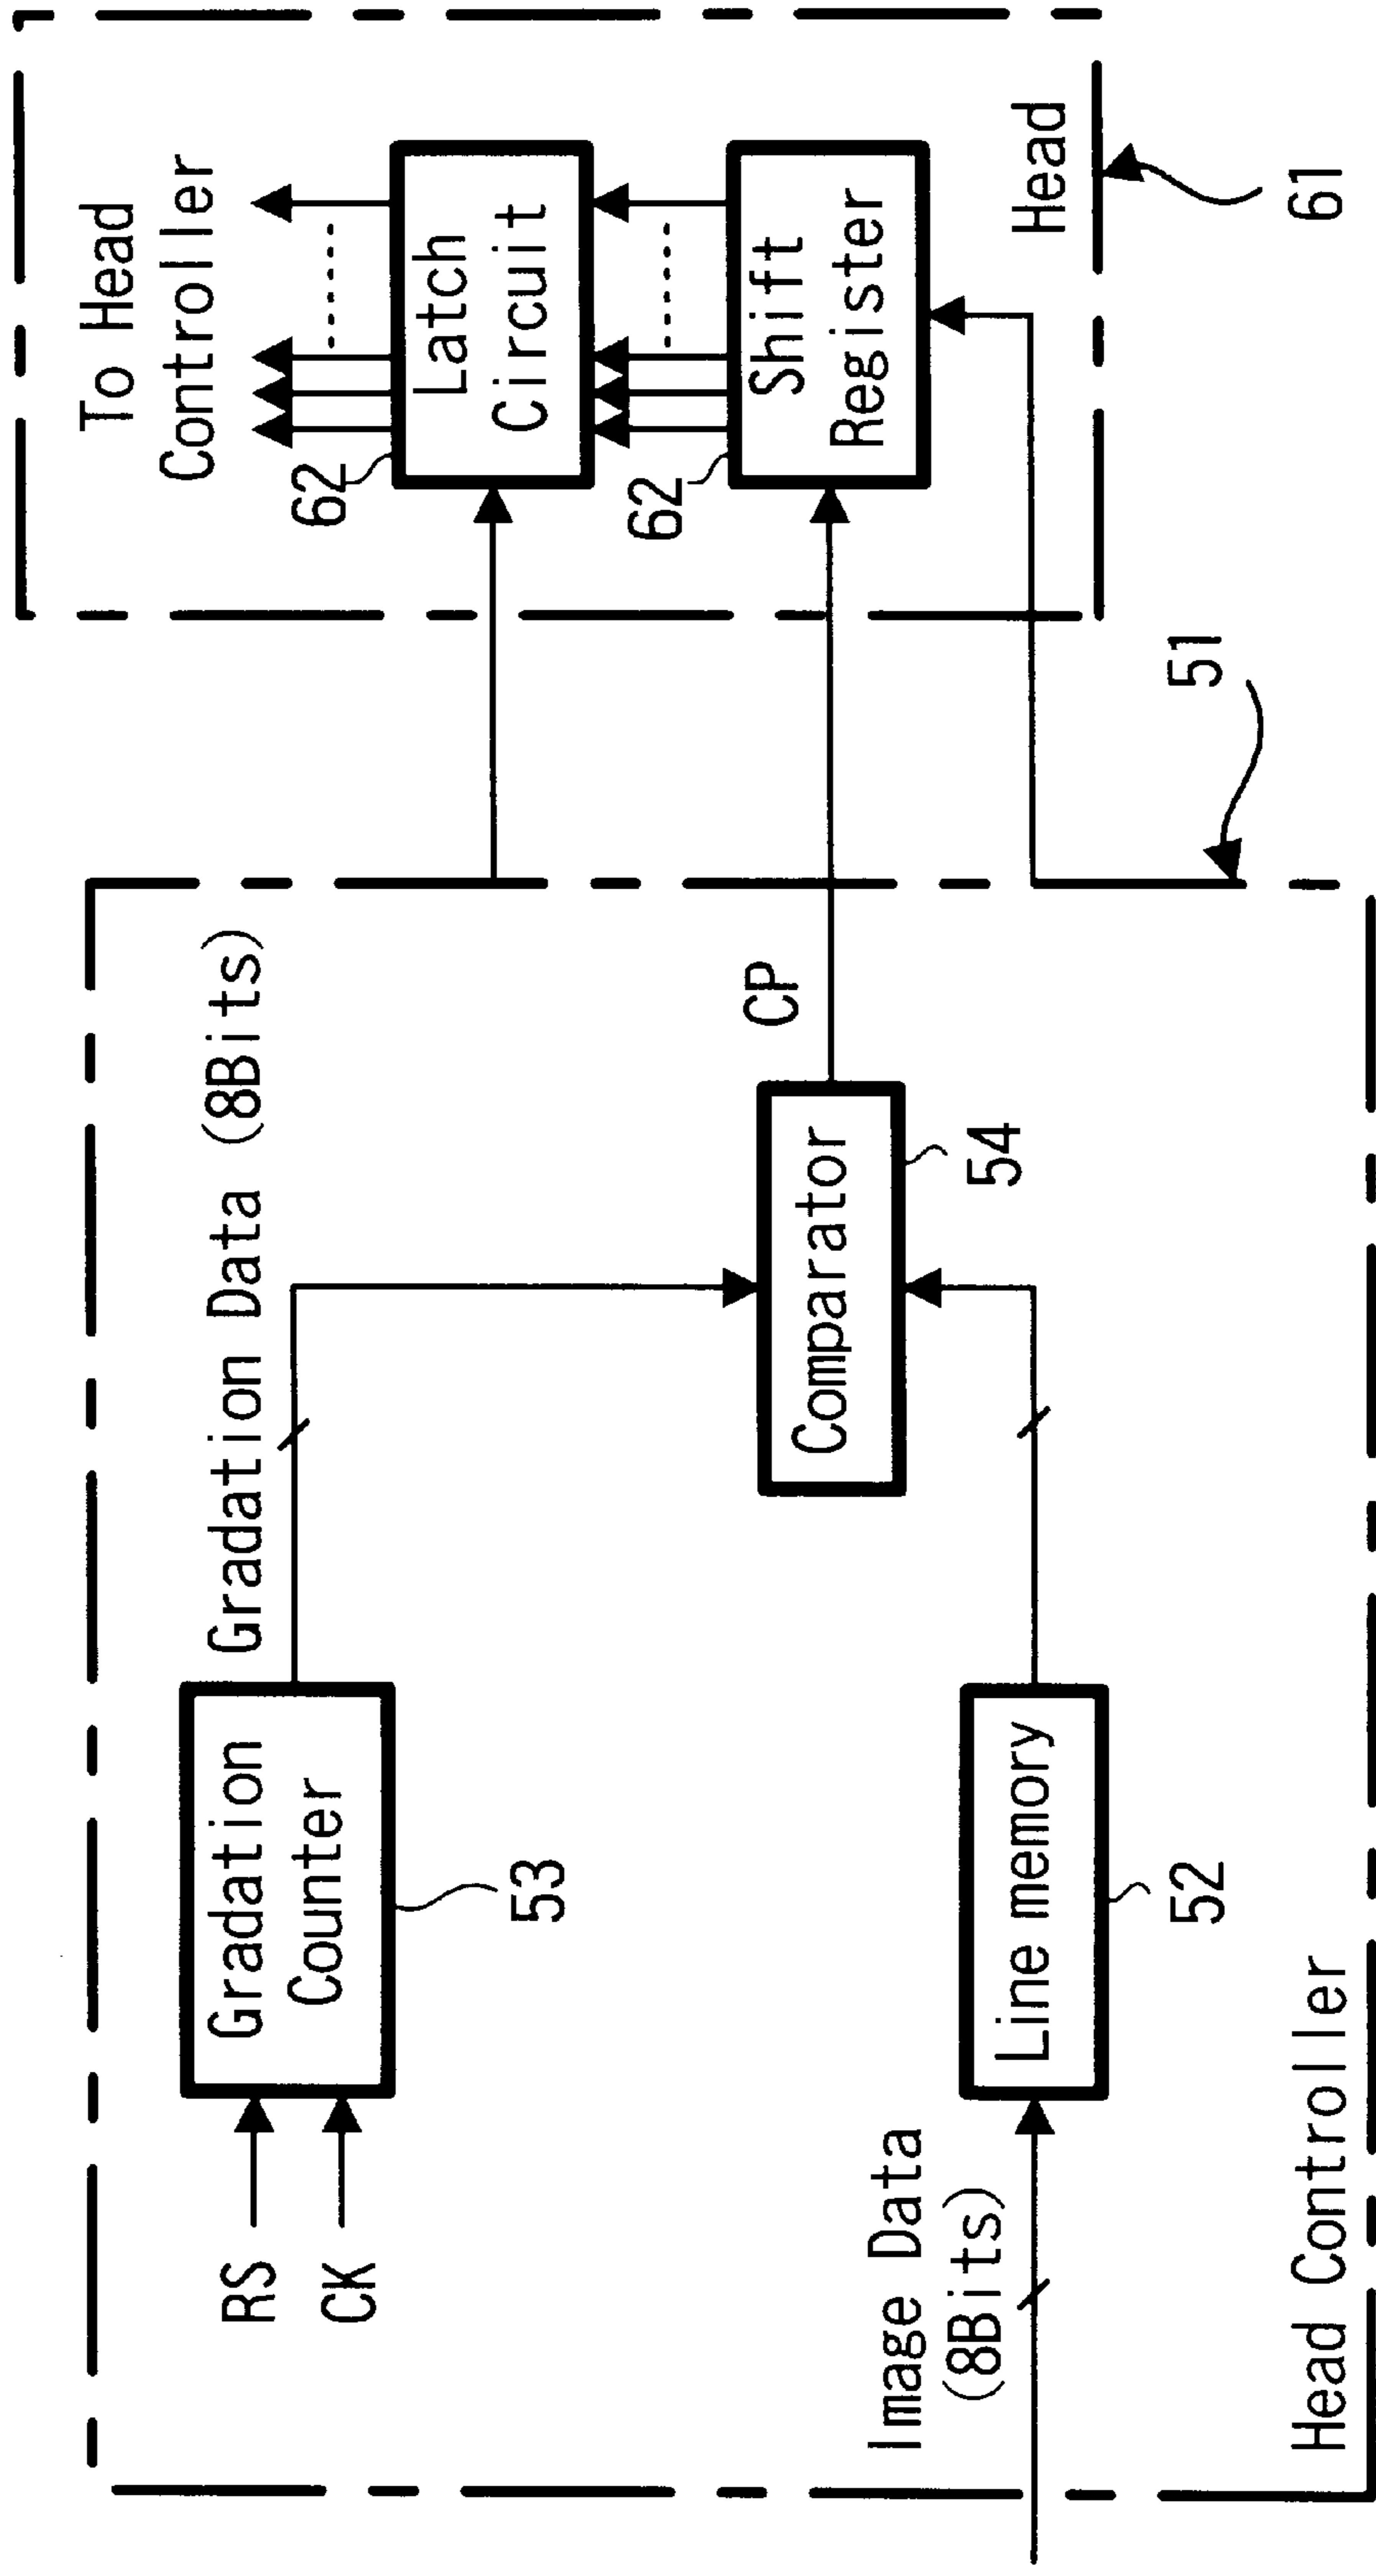 RS
CK
Gradation
Counter
53
Gradation Data (8Bits)
Image Data
(8Bits)
Line memory
52
Comparator
54
CP
Head Controller
51
To Head
Controller
62
Latch
Circuit
62
Shift
Register
Head
61